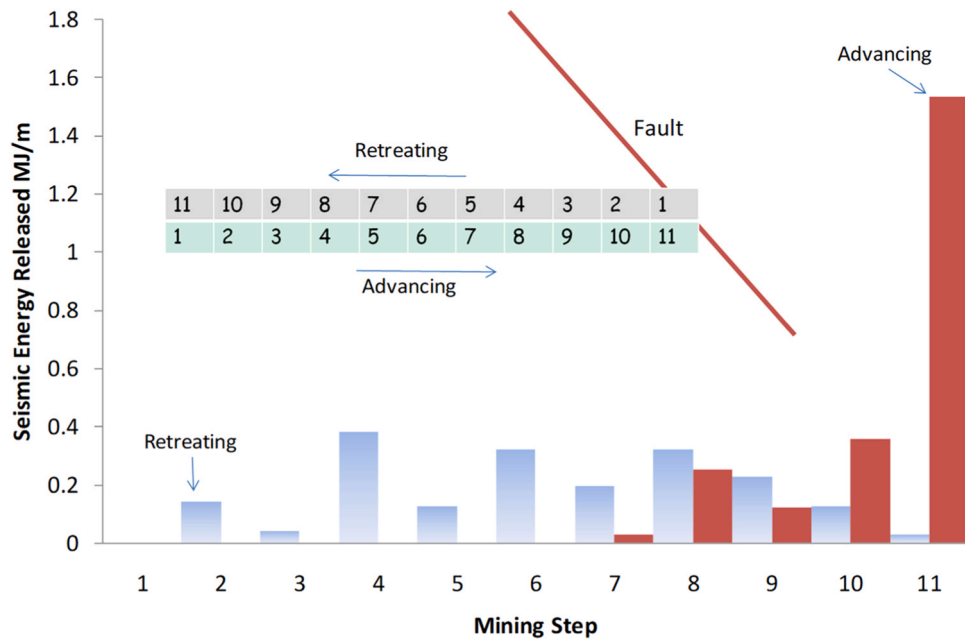 1.8
1.6
1.4
1.2
1
0.8
0.6
0.4
0.2
0
Seismic Energy Released MJ/m
Advancing
Fault
Retreating
11 10 9 8 7 6 5 4 3 2 1
1 2 3 4 5 6 7 8 9 10 11
Advancing
Retreating
1 2 3 4 5 6 7 8 9 10 11
Mining Step